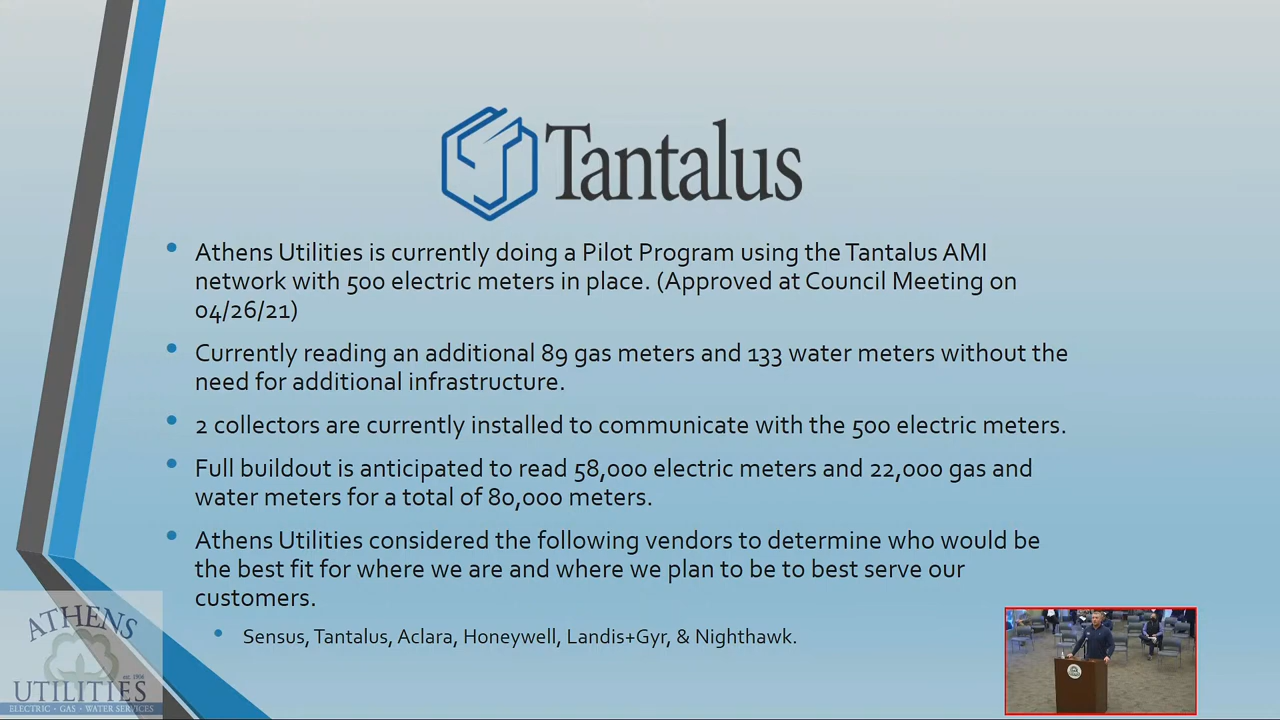 Tantalus
Athens Utilities is currently doing a Pilot Program using the Tantalus AMI
network with 500 electric meters in place. (Approved at Council Meeting on
04/26/21)
Currently reading an additional 89 gas meters and 133 water meters without the
need for additional infrastructure.
2 collectors are currently installed to communicate with the 500 electric meters.
Full buildout is anticipated to read 58,000 electric meters and 22,000 gas and
water meters for a total of 80,000 meters.
Athens Utilities considered the following vendors to determine who would be
the best fit for where we are and where we plan to be to best serve our
customers.
Sensus, Tantalus, Aclara, Honeywell, Landis+Gyr, & Nighthawk.
ATHENS
UTILITIES
ELECTRIC • GAS • WATER SERVICES